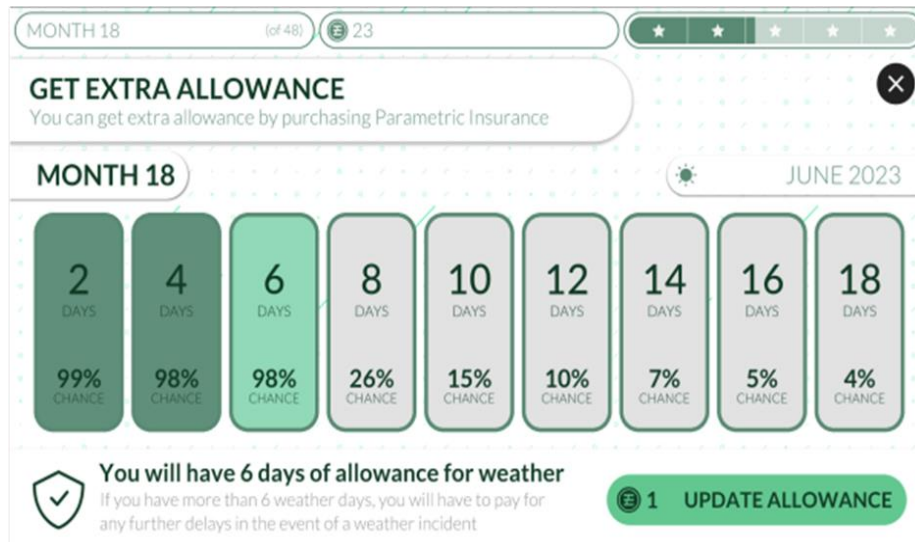 MONTH 18 (of 48) 23
GET EXTRA ALLOWANCE
You can get extra allowance by purchasing Parametric Insurance
MONTH 18 JUNE 2023
2 4 6 8 10 12 14 16 18
DAYS DAYS DAYS DAYS DAYS DAYS DAYS DAYS DAYS
99% 98% 98% 26% 15% 10% 7% 5% 4%
CHANCE CHANCE CHANCE CHANCE CHANCE CHANCE CHANCE CHANCE CHANCE
You will have 6 days of allowance for weather
If you have more than 6 weather days, you will have to pay for
any further delays in the event of a weather incident
1 UPDATE ALLOWANCE